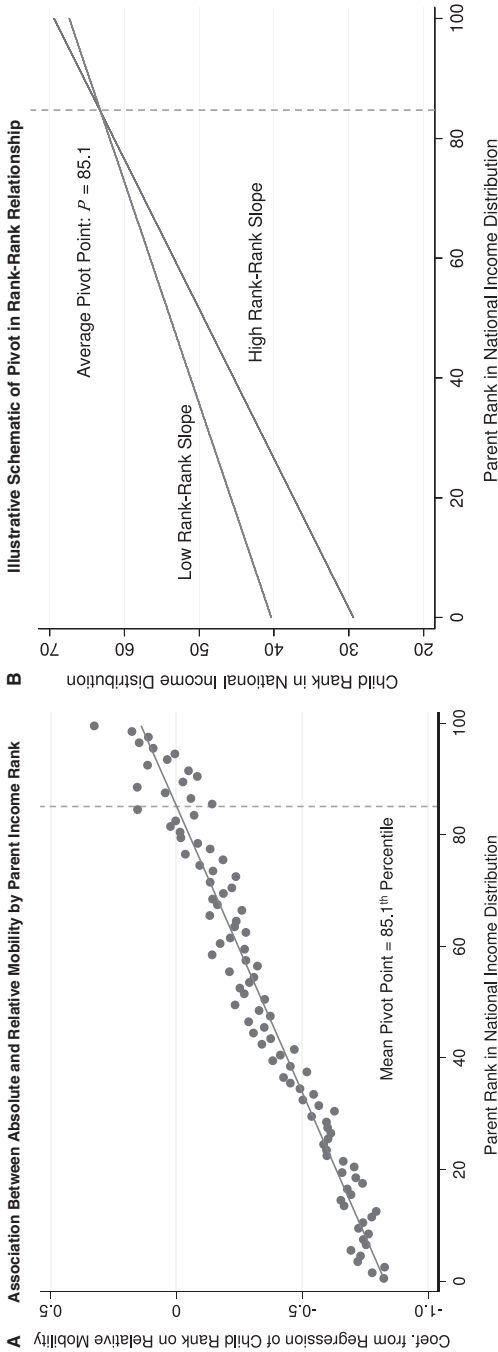 A Association Between Absolute and Relative Mobility by Parent Income Rank
Coef. from Regression of Child Rank on Relative Mobility
0.5
0
-0.5
-1.0
Mean Pivot Point = 85.1th Percentile
0 20 40 60 80 100
Parent Rank in National Income Distribution
B Illustrative Schematic of Pivot in Rank-Rank Relationship
Child Rank in National Income Distribution
70
60
50
40
30
20
Average Pivot Point: P = 85.1
Low Rank-Rank Slope
High Rank-Rank Slope
0 20 40 60 80 100
Parent Rank in National Income Distribution